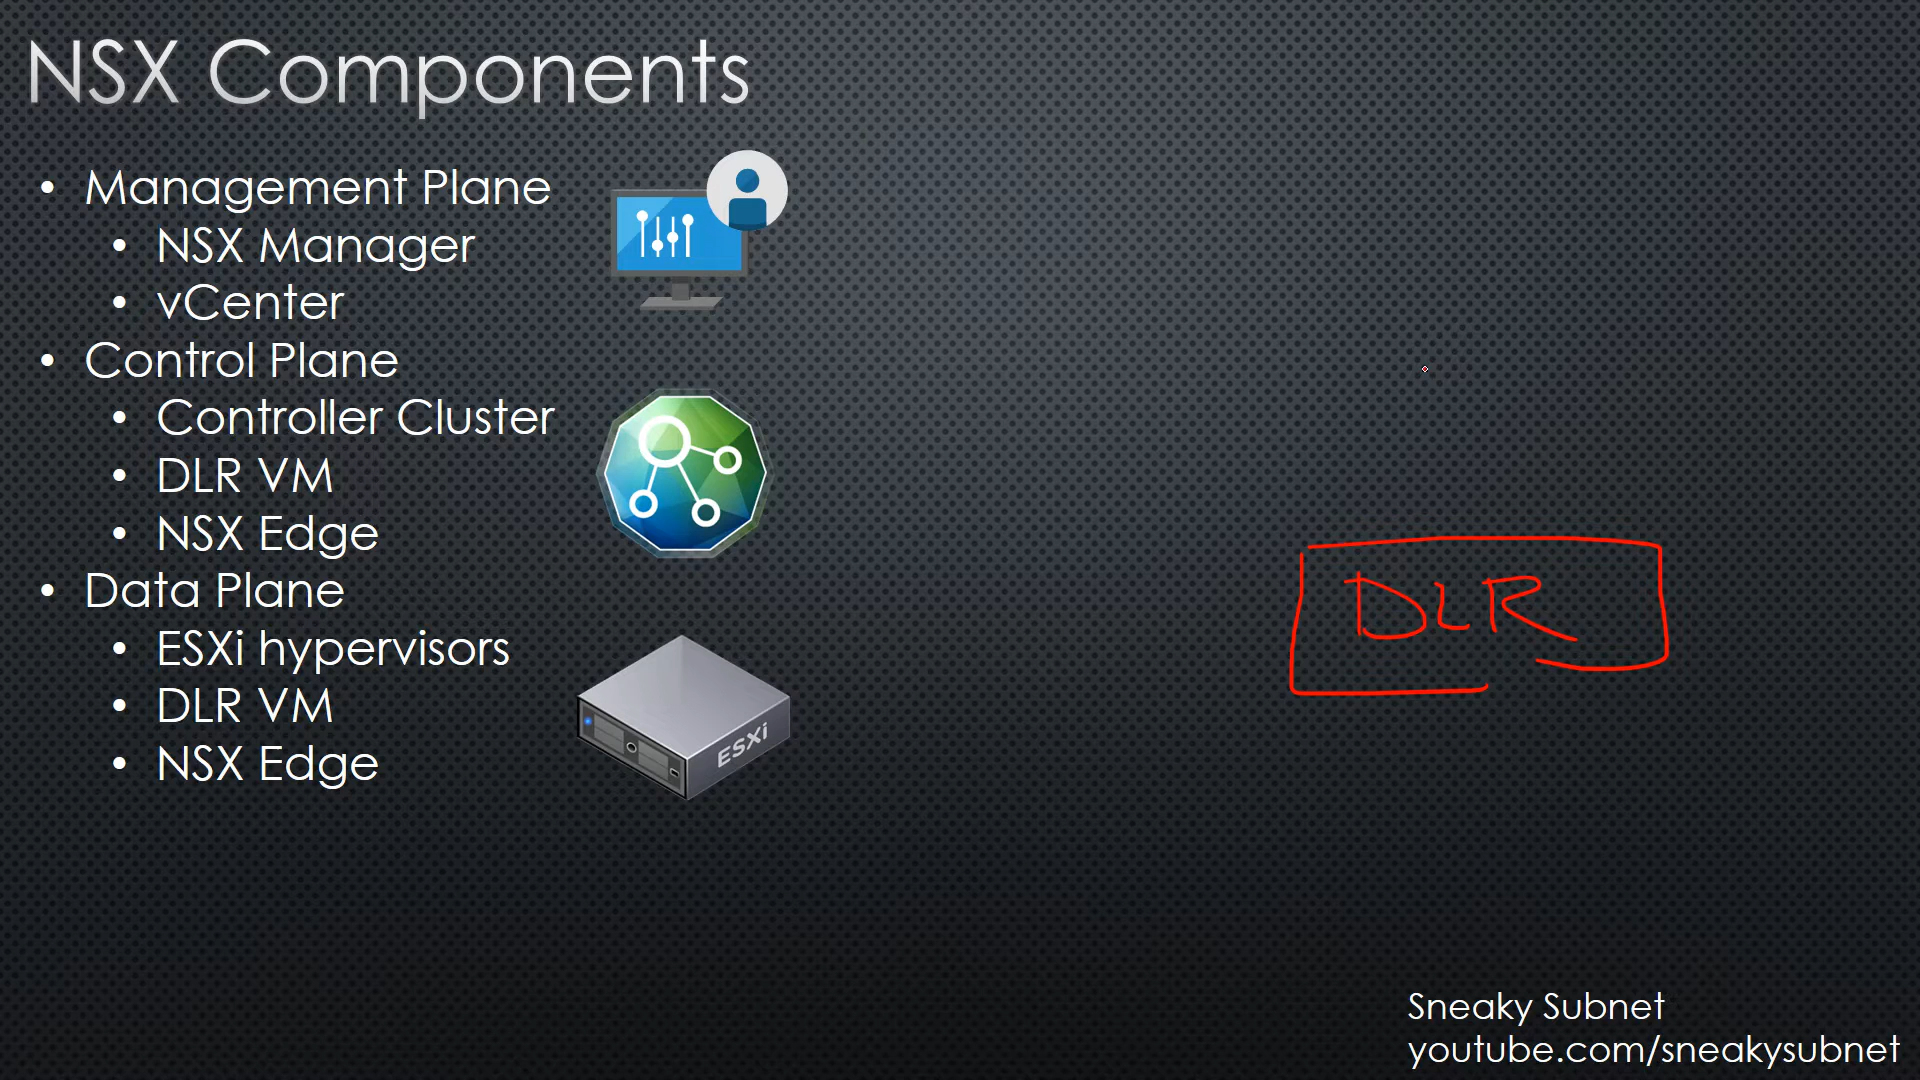 NSX Components
• Management Plane
• NSX Manager
• vCenter
• Control Plane
• Controller Cluster
• DLR VM
• NSX Edge
• Data Plane
• ESXi hypervisors
• DLR VM
• NSX Edge
ESXi
DLR
Sneaky Subnet
youtube.com/sneakysubnet